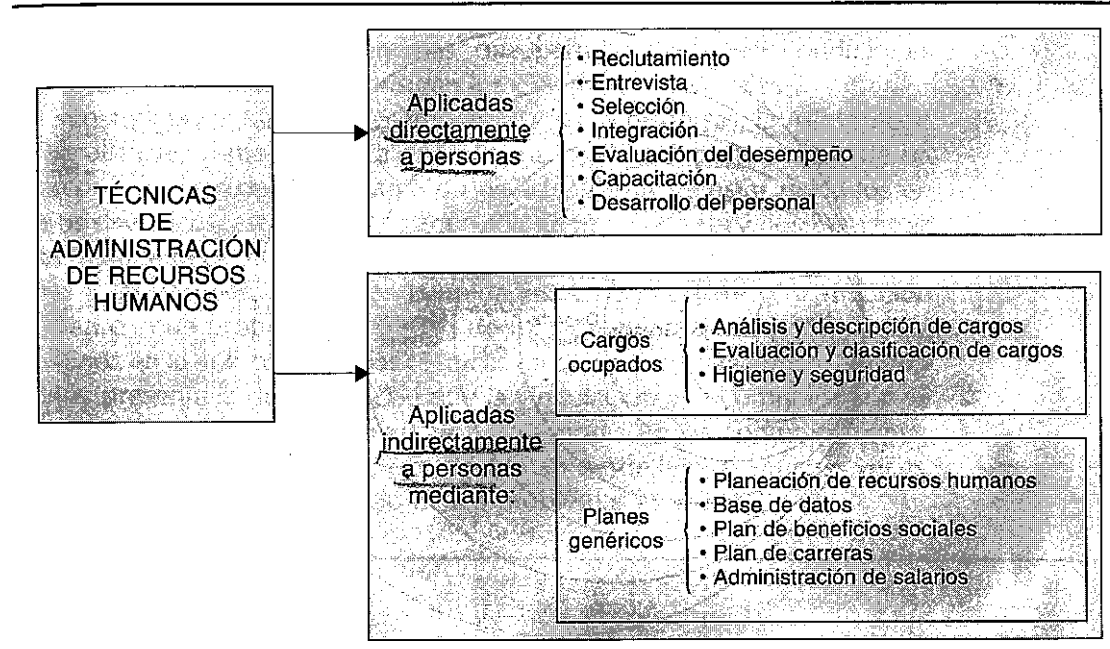 TÉCNICAS
DE
ADMINISTRACIÓN
DE RECURSOS
HUMANOS
Aplicadas
directamente
a personas
• Reclutamiento
• Entrevista
• Selección
• Integración
• Evaluación del desempeño
• Capacitación
• Desarrollo del personal
Aplicadas
indirectamente
a personas
mediante:
Cargos
ocupados
• Análisis y descripción de cargos
• Evaluación y clasificación de cargos
• Higiene y seguridad
Planes
genéricos
• Planeación de recursos humanos
• Base de datos
• Plan de beneficios sociales
• Plan de carreras
• Administración de salarios